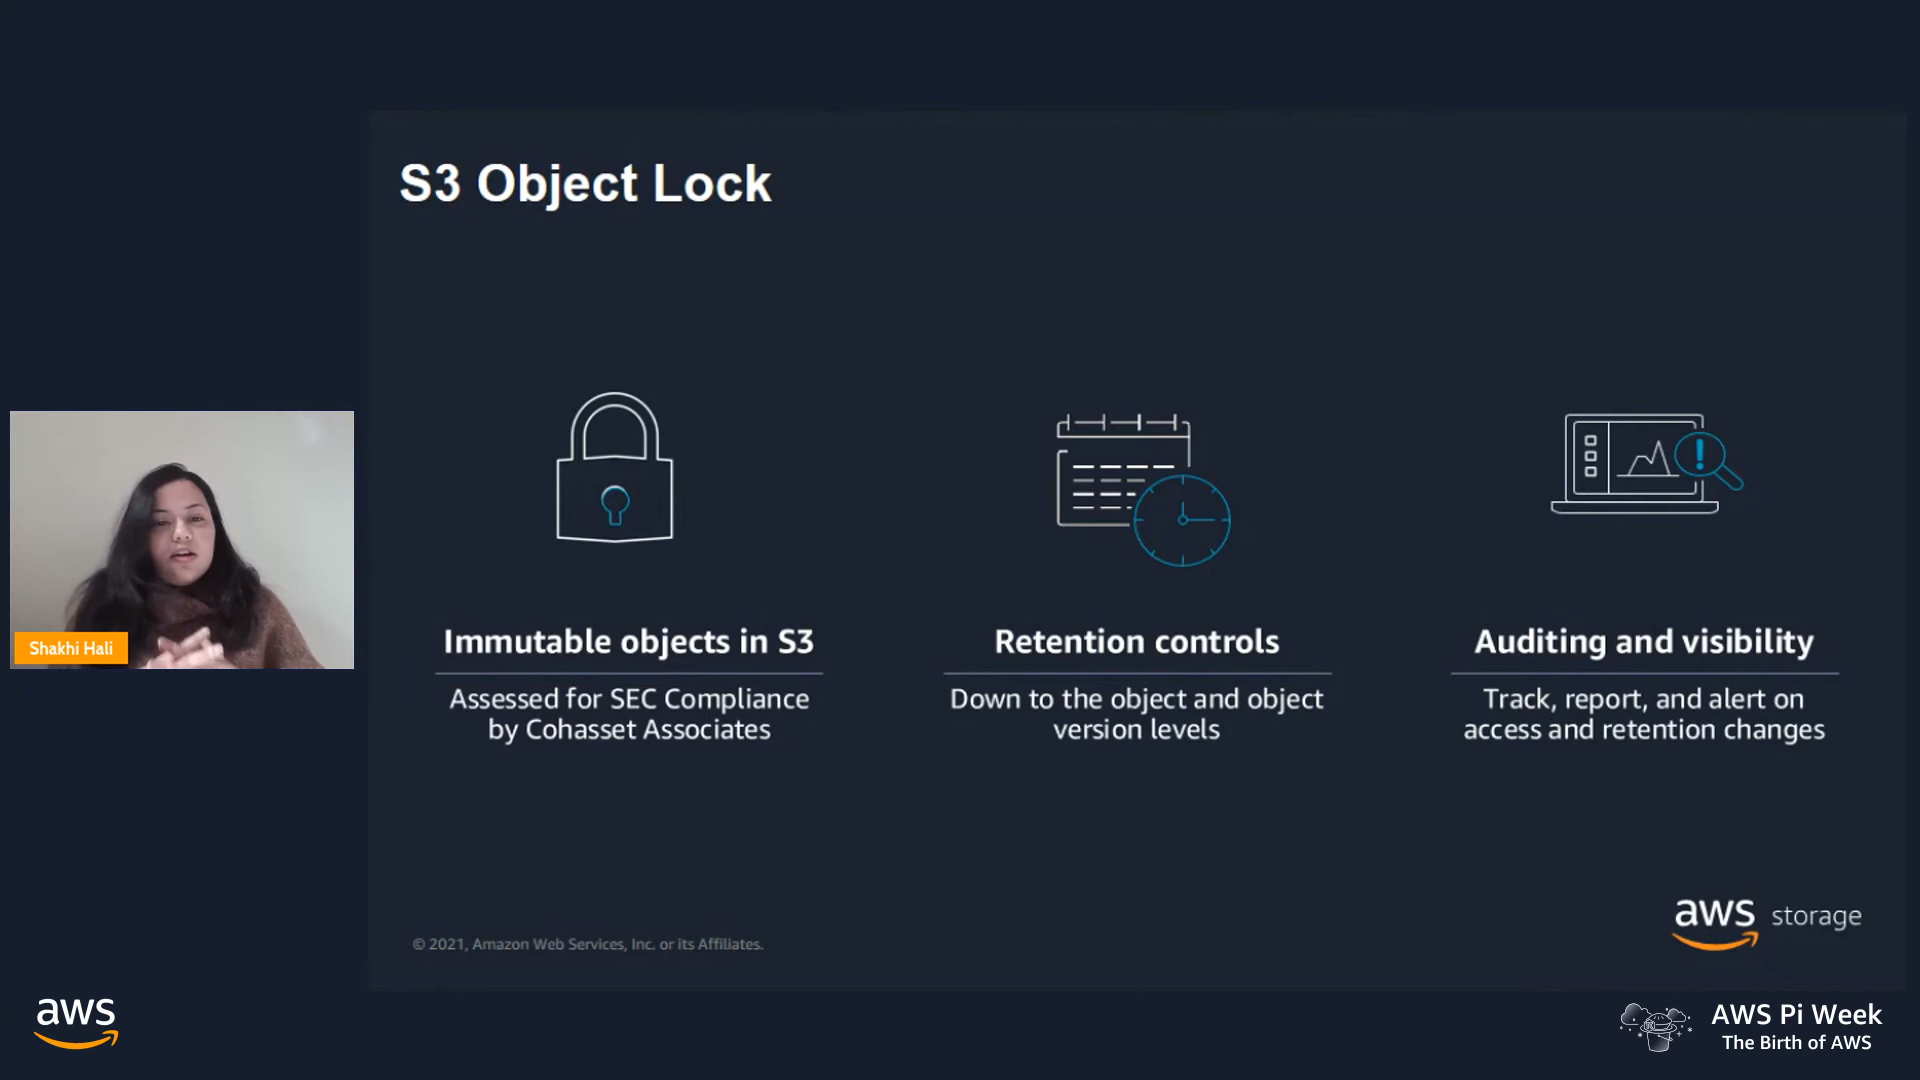 S3 Object Lock
Shakhi Hali
Immutable objects in S3
Assessed for SEC Compliance
by Cohasset Associates
Retention controls
Down to the object and object
version levels
Auditing and visibility
Track, report, and alert on
access and retention changes
© 2021, Amazon Web Services, Inc. or its Affiliates.
aws storage
aws
AWS Pi Week
The Birth of AWS